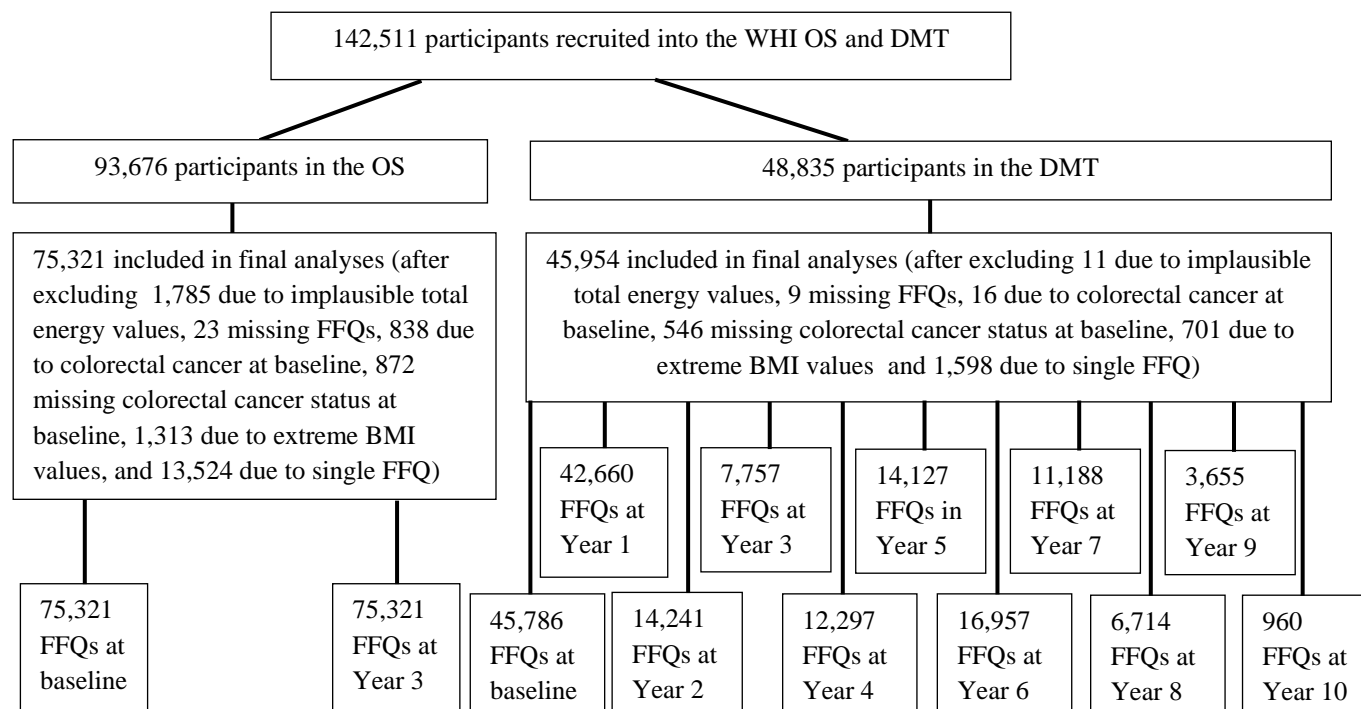 142,511 participants recruited into the WHI OS and DMT
93,676 participants in the OS
48,835 participants in the DMT
75,321 included in final analyses (after
excluding 1,785 due to implausible total
energy values, 23 missing FFQs, 838 due
to colorectal cancer at baseline, 872
missing colorectal cancer status at
baseline, 1,313 due to extreme BMI
values, and 13,524 due to single FFQ)
45,954 included in final analyses (after excluding 11 due to implausible
total energy values, 9 missing FFQs, 16 due to colorectal cancer at
baseline, 546 missing colorectal cancer status at baseline, 701 due to
extreme BMI values and 1,598 due to single FFQ)
42,660
FFQs at
Year 1
7,757
FFQs at
Year 3
14,127
FFQs in
Year 5
11,188
FFQs at
Year 7
3,655
FFQs at
Year 9
75,321
FFQs at
baseline
75,321
FFQs at
Year 3
45,786
FFQs at
baseline
14,241
FFQs at
Year 2
12,297
FFQs at
Year 4
16,957
FFQs at
Year 6
6,714
FFQs at
Year 8
960
FFQs at
Year 10